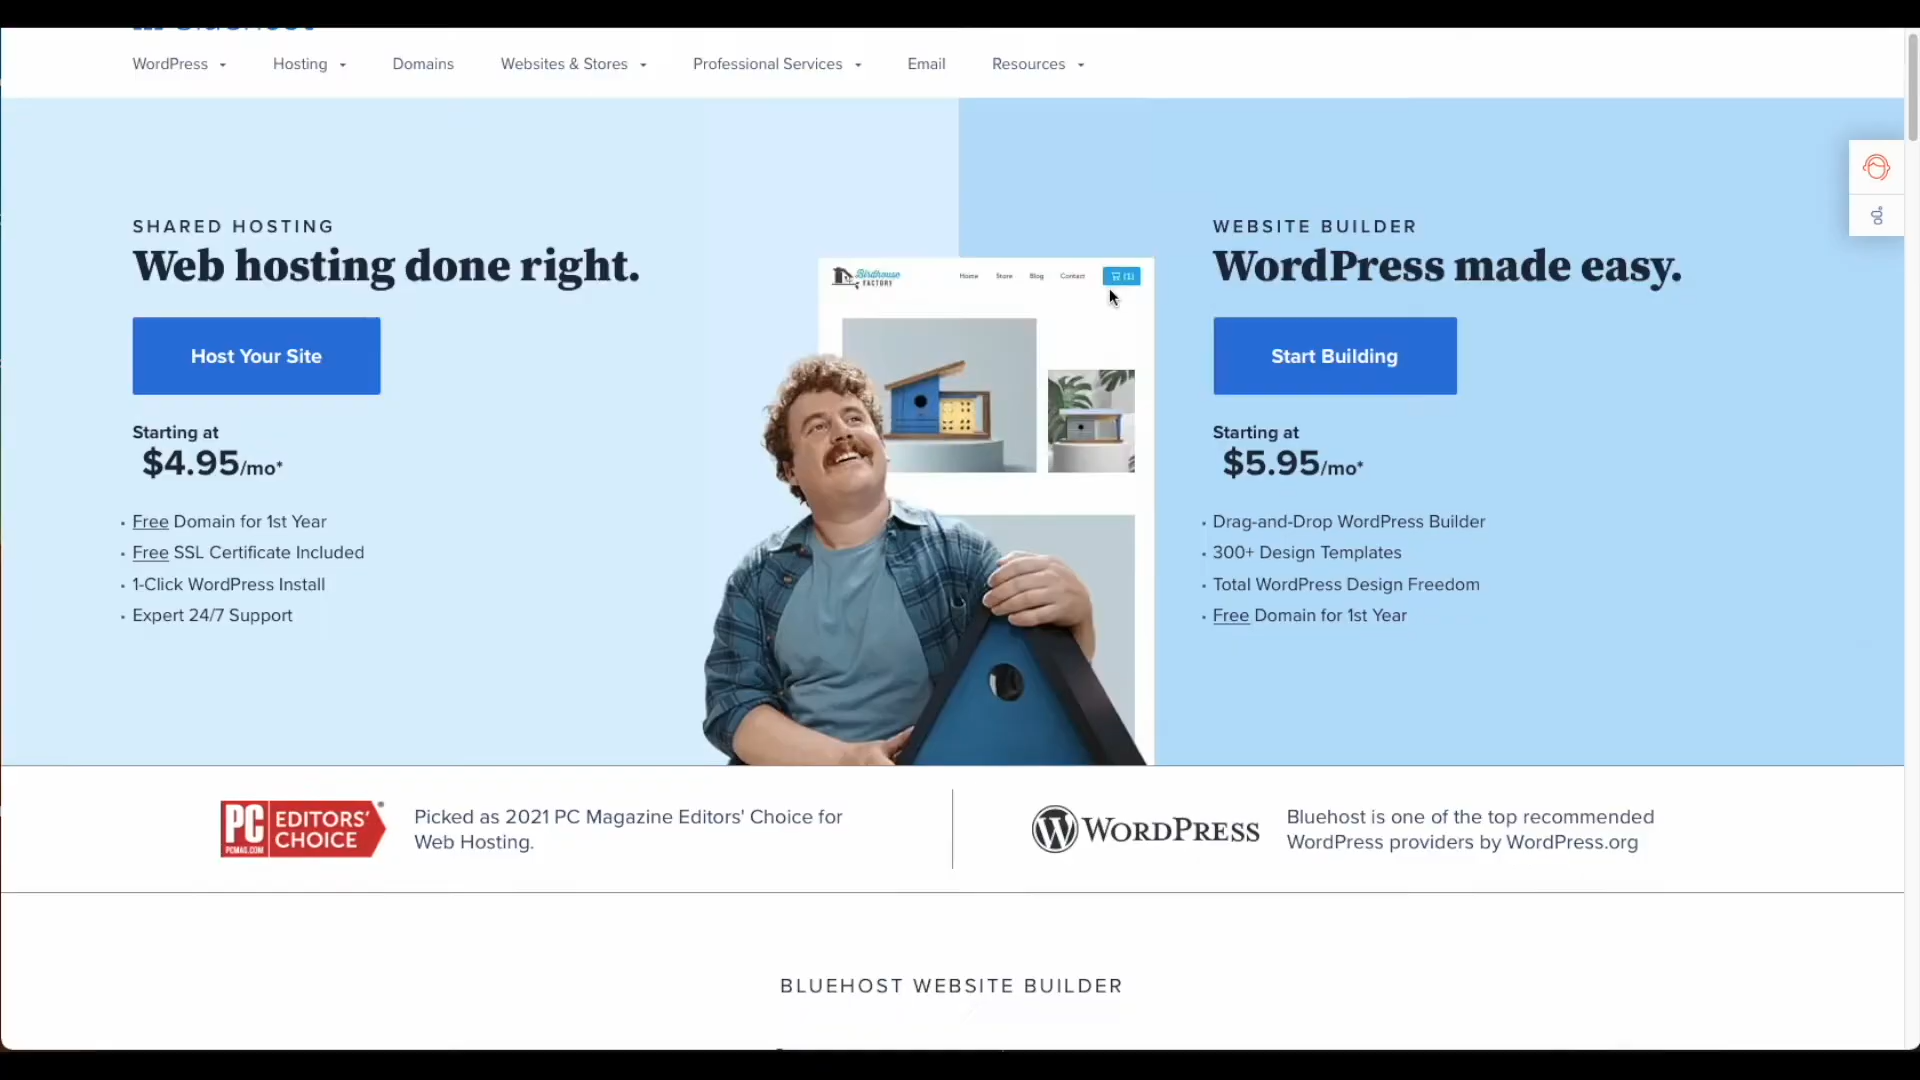 WordPress
Hosting
Domains
Websites & Stores
Professional Services
Email
Resources
SHARED HOSTING
Web hosting done right.
Host Your Site
Starting at
$4.95/mo*
Free Domain for 1st Year
Free SSL Certificate Included
1-Click WordPress Install
Expert 24/7 Support
Birdhouse
FACTORY
Home Store Blog Contact (1)
WEBSITE BUILDER
WordPress made easy.
Start Building
Starting at
$5.95/mo*
Drag-and-Drop WordPress Builder
300+ Design Templates
Total WordPress Design Freedom
Free Domain for 1st Year
PC EDITORS'
CHOICE
PCMAG.COM
Picked as 2021 PC Magazine Editors' Choice for
Web Hosting.
WORDPRESS
Bluehost is one of the top recommended
WordPress providers by WordPress.org
BLUEHOST WEBSITE BUILDER